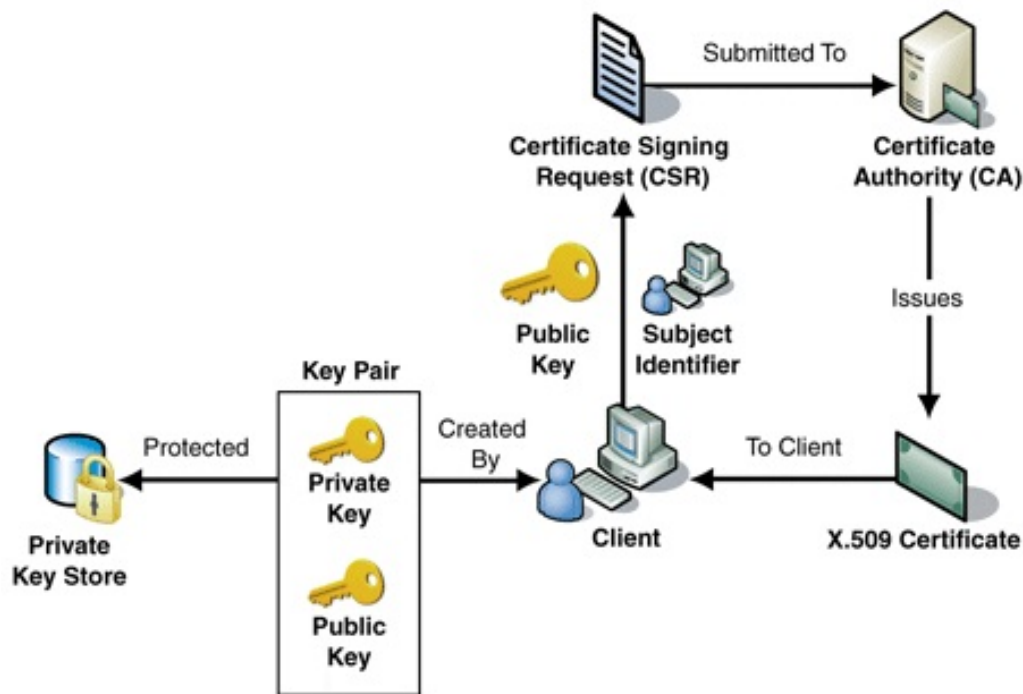 Submitted To
Certificate Signing
Request (CSR)
Certificate
Authority (CA)
Public
Key
Subject
Identifier
Issues
Key Pair
Protected
Private
Key
Created
By
To Client
Private
Key Store
Client
X.509 Certificate
Public
Key